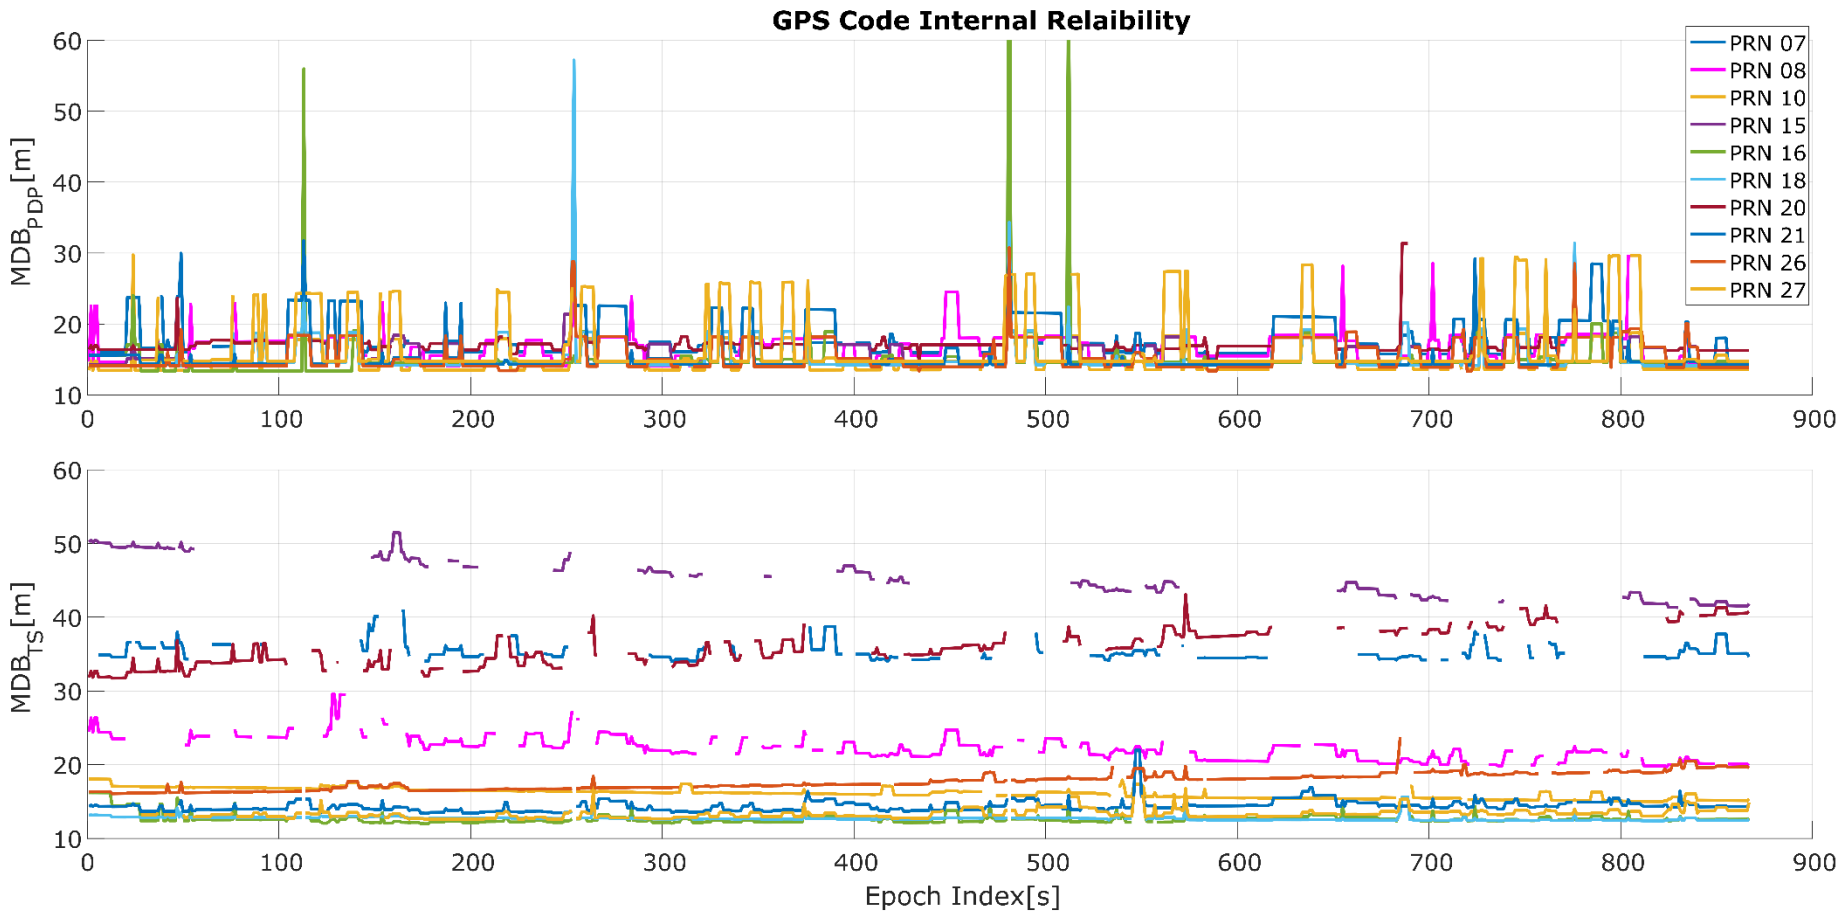 GPS Code Internal Relaibility
MDB_PDP[m]
60
50
40
30
20
10
0 100 200 300 400 500 600 700 800 900
PRN 07
PRN 08
PRN 10
PRN 15
PRN 16
PRN 18
PRN 20
PRN 21
PRN 26
PRN 27
MDB_TS[m]
60
50
40
30
20
10
0 100 200 300 400 500 600 700 800 900
Epoch Index[s]